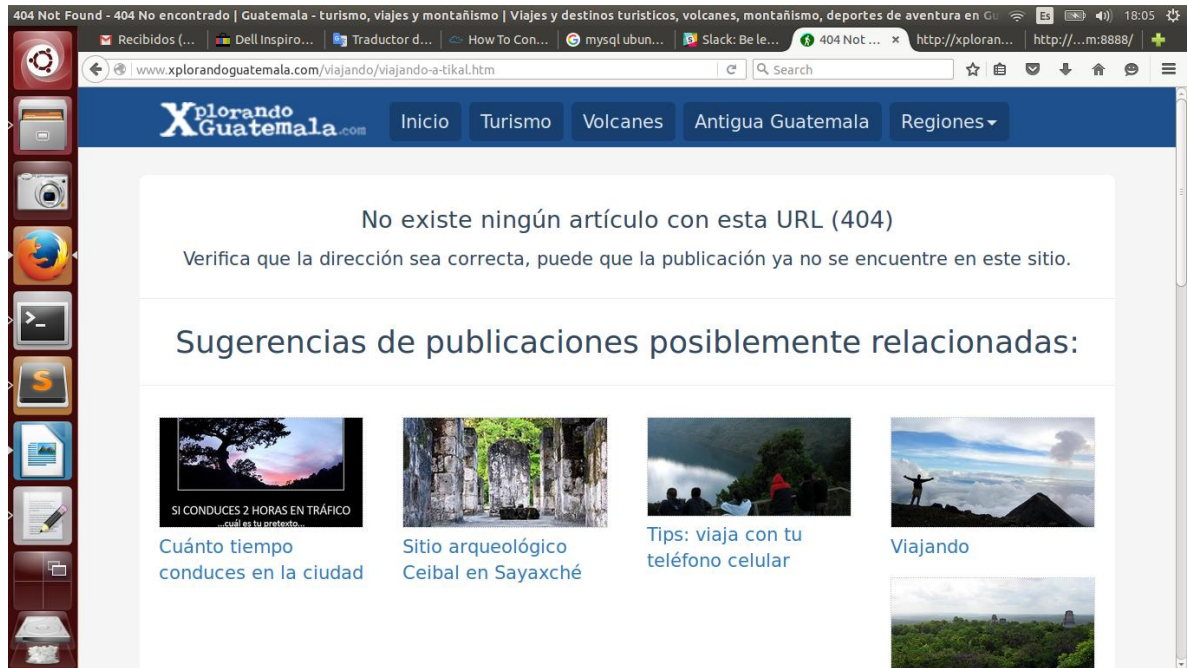 404 Not Found - 404 No encontrado | Guatemala - turismo, viajes y montañismo | Viajes y destinos turisticos, volcanes, montañismo, deportes de aventura en Gu
Es
18:05
Recibidos (...
Dell Inspiro...
Traductor d...
How To Con...
mysql ubun...
Slack: Be le...
404 Not ...
http://xploran...
http://...m:8888/
www.xplorandoguatemala.com/viajando/viajando-a-tikal.htm
Search
Xplorando
Guatemala.com
Inicio
Turismo
Volcanes
Antigua Guatemala
Regiones
No existe ningún artículo con esta URL (404)
Verifica que la dirección sea correcta, puede que la publicación ya no se encuentre en este sitio.
Sugerencias de publicaciones posiblemente relacionadas:
SI CONDUCES 2 HORAS EN TRÁFICO
...cuál es tu pretexto...
Cuánto tiempo
conduces en la ciudad
Sitio arqueológico
Ceibal en Sayaxché
Tips: viaja con tu
teléfono celular
Viajando